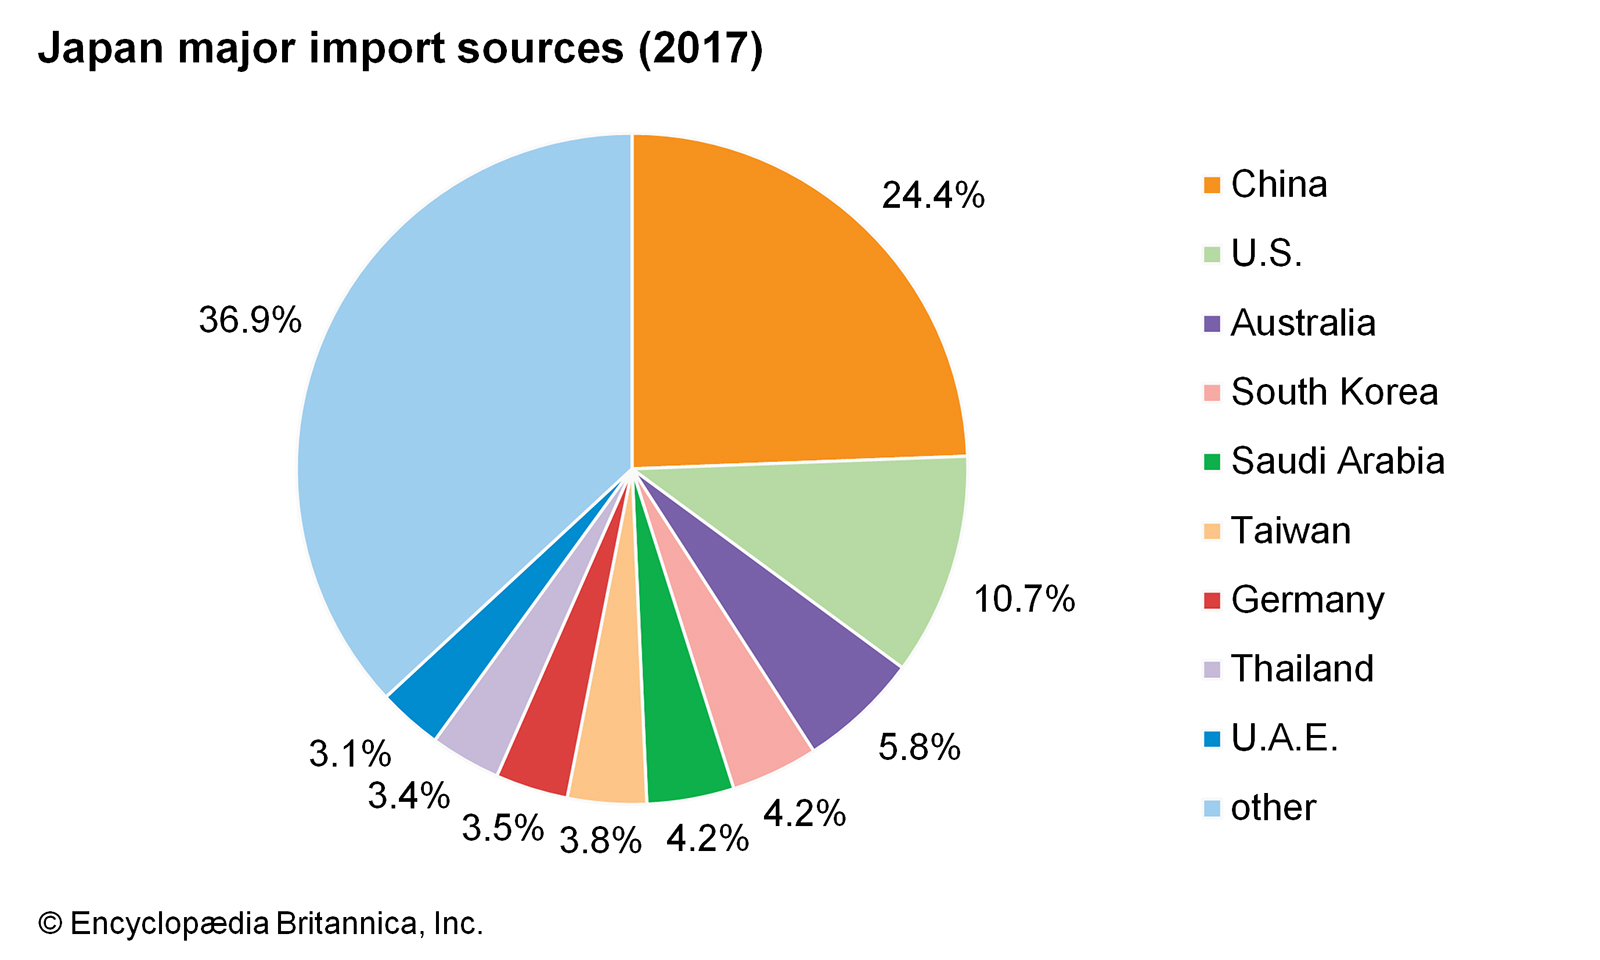 Japan major import sources (2017)
24.4%
10.7%
5.8%
4.2%
4.2%
3.8%
3.5%
3.4%
3.1%
36.9%
China
U.S.
Australia
South Korea
Saudi Arabia
Taiwan
Germany
Thailand
U.A.E.
other
© Encyclopædia Britannica, Inc.